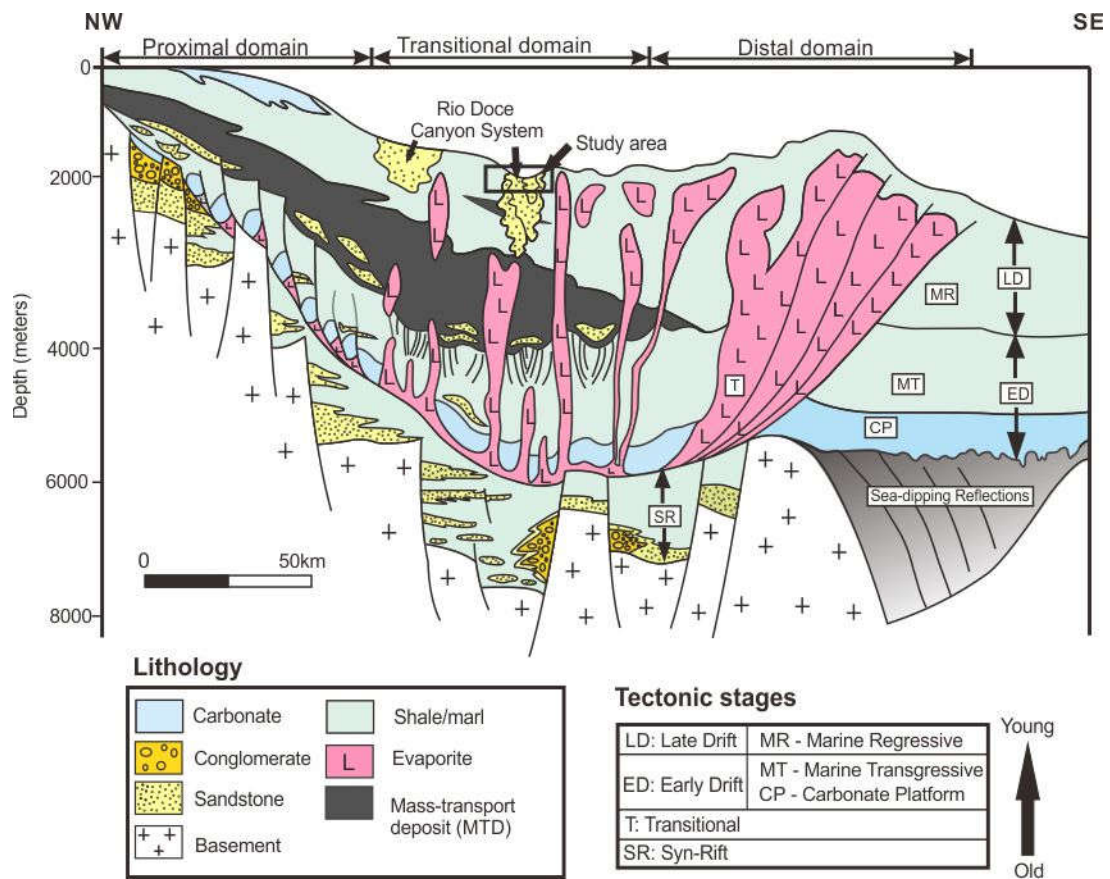 NW
SE
Proximal domain
Transitional domain
Distal domain
0
2000
4000
6000
8000
Depth (meters)
Rio Doce
Canyon System
Study area
L L L L L L L L L L L L L L L L L L L L L L L L L L L L L L L L L L L L L L L L
MR
LD
MT
ED
T
CP
SR
Sea-dipping Reflections
0
50km
Lithology
Carbonate
Shale/marl
Conglomerate
L
Evaporite
Sandstone
Mass-transport
deposit (MTD)
Basement
Tectonic stages
LD: Late Drift
MR - Marine Regressive
ED: Early Drift
MT - Marine Transgressive
CP - Carbonate Platform
T: Transitional
SR: Syn-Rift
Young
Old